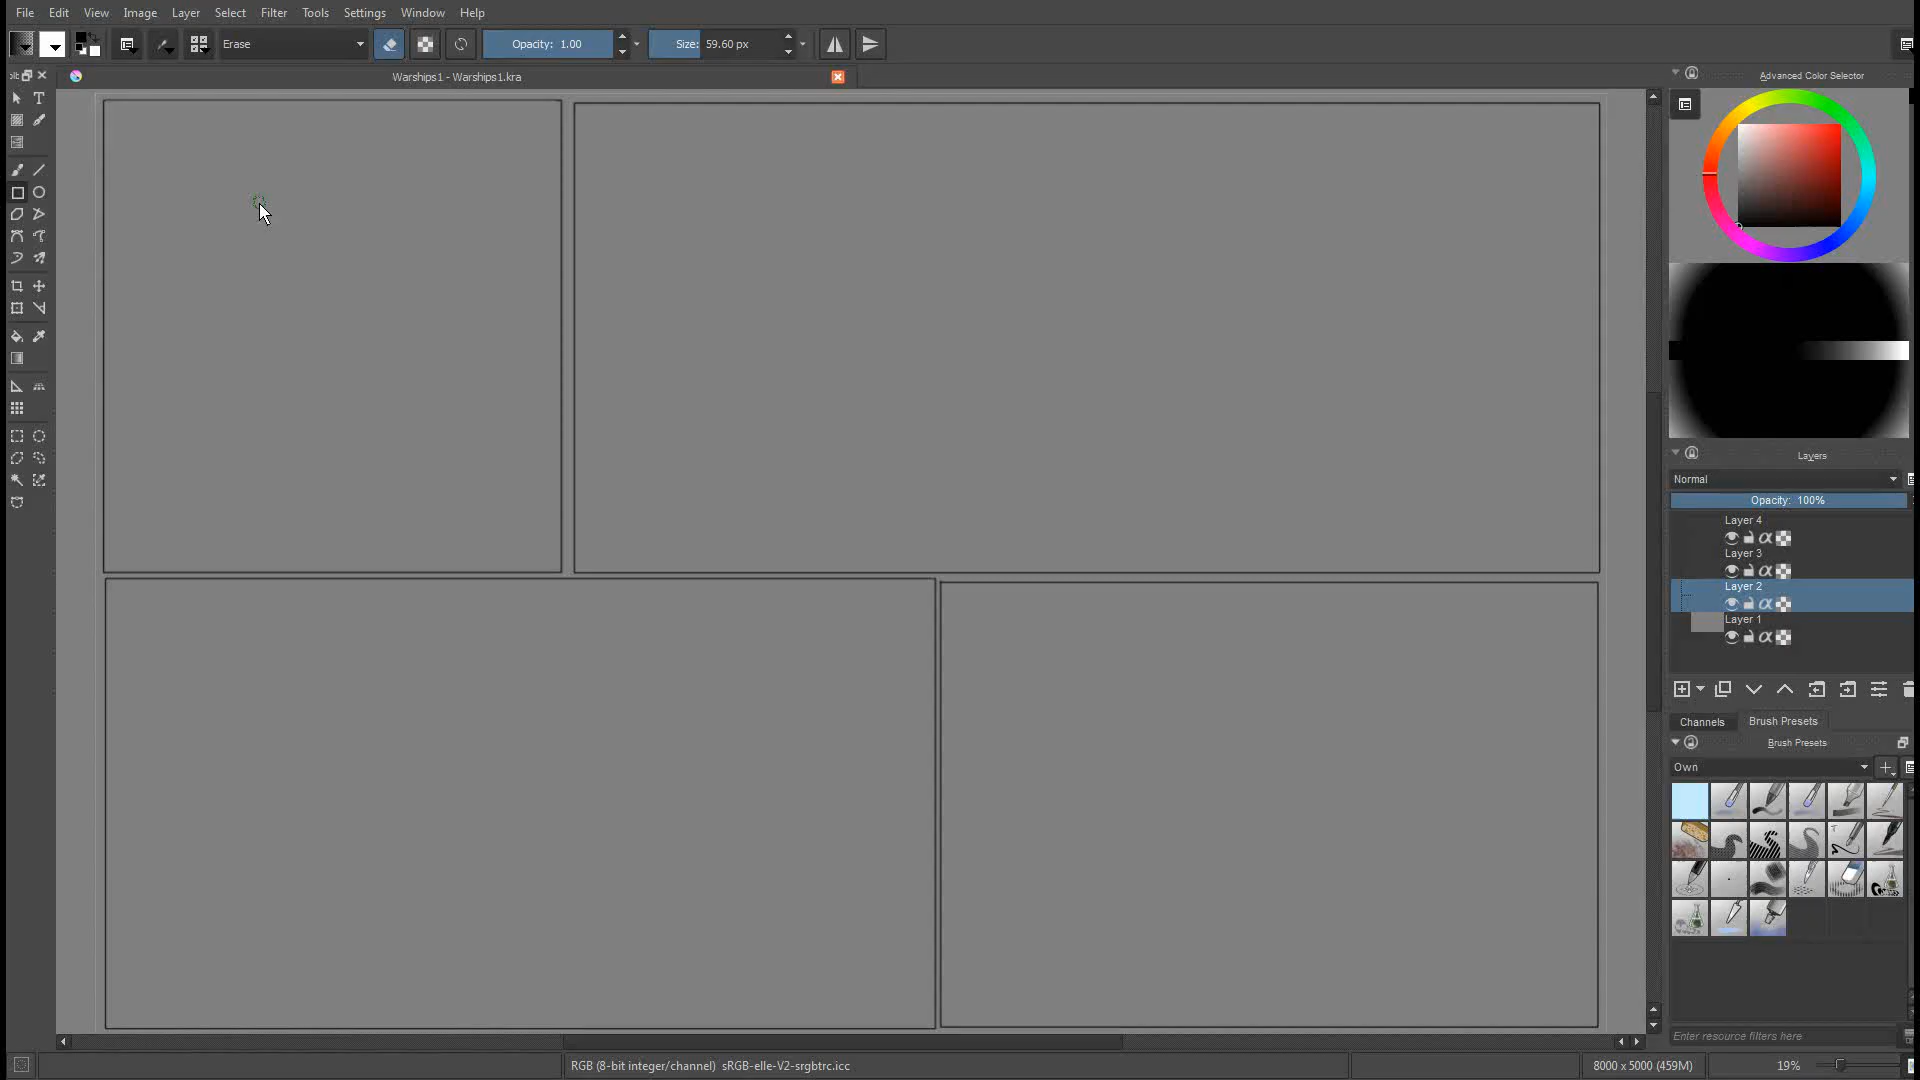 File Edit View Image Layer Select Filter Tools Settings Window Help
Erase Opacity: 1.00 Size: 59.60 px
Warships1 - Warships1.kra
Advanced Color Selector
Layers
Normal
Opacity: 100%
Layer 4
Layer 3
Layer 2
Layer 1
Channels Brush Presets
Brush Presets
Own
Enter resource filters here
RGB (8-bit integer/channel) sRGB-elle-V2-srgbtrc.icc 8000 x 5000 (459M) 19%